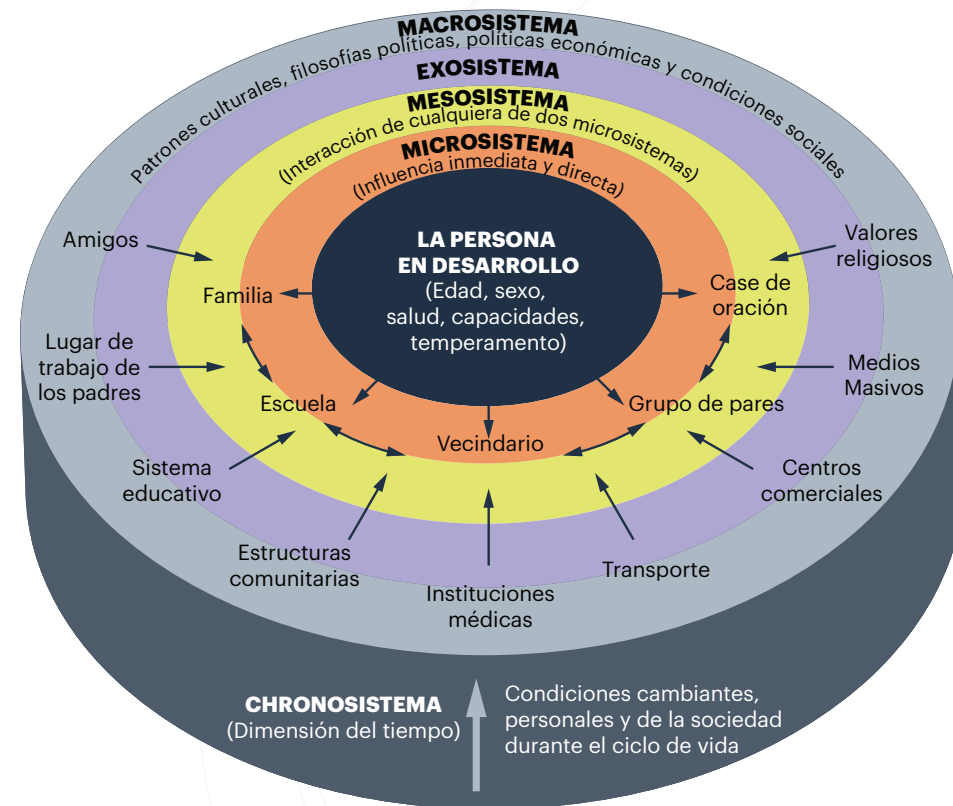 MACROSISTEMA
Patrones culturales, filosofías políticas, políticas económicas y condiciones sociales
EXOSISTEMA
MESOSISTEMA
(Interacción de cualquiera de dos microsistemas)
MICROSISTEMA
(Influencia inmediata y directa)
LA PERSONA
EN DESARROLLO
(Edad, sexo,
salud, capacidades,
temperamento)
Amigos
Valores
religiosos
Familia
Case de
oración
Lugar de
trabajo de
los padres
Medios
Masivos
Escuela
Grupo de pares
Vecindario
Sistema
educativo
Centros
comerciales
Estructuras
comunitarias
Instituciones
médicas
Transporte
CHRONOSISTEMA
(Dimensión del tiempo)
Condiciones cambiantes,
personales y de la sociedad
durante el ciclo de vida